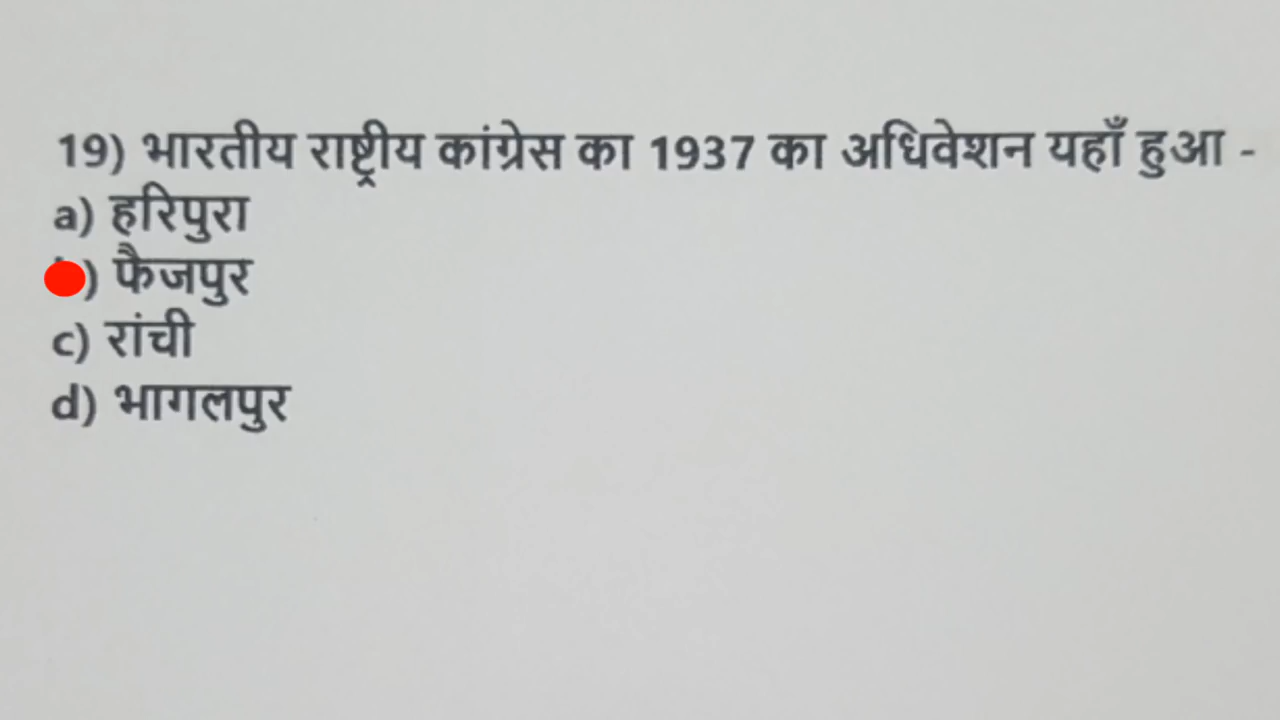 19) भारतीय राष्ट्रीय कांग्रेस का 1937 का अधिवेशन यहाँ हुआ -
a) हरिपुरा
) फैजपुर
c) रांची
d) भागलपुर